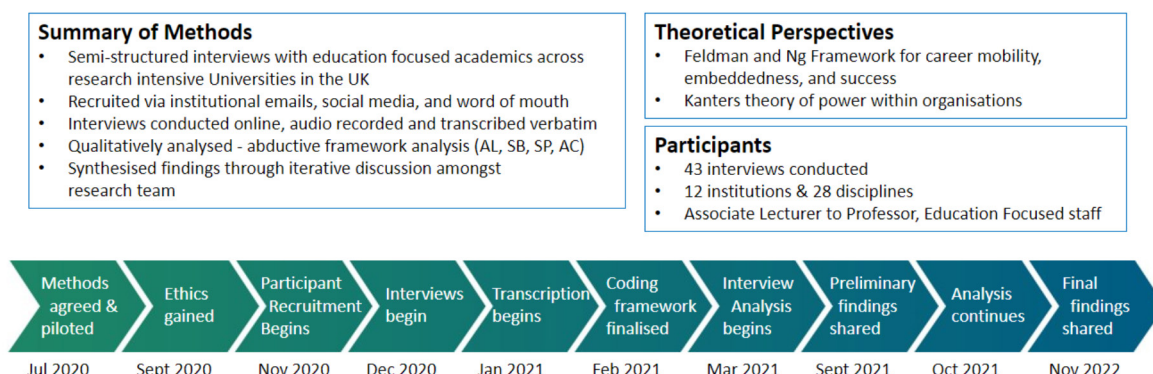 Summary of Methods
• Semi-structured interviews with education focused academics across
research intensive Universities in the UK
• Recruited via institutional emails, social media, and word of mouth
• Interviews conducted online, audio recorded and transcribed verbatim
• Qualitatively analysed - abductive framework analysis (AL, SB, SP, AC)
• Synthesised findings through iterative discussion amongst
research team
Theoretical Perspectives
• Feldman and Ng Framework for career mobility,
embeddedness, and success
• Kanters theory of power within organisations
Participants
• 43 interviews conducted
• 12 institutions & 28 disciplines
• Associate Lecturer to Professor, Education Focused staff
Methods
agreed &
piloted
Ethics
gained
Participant
Recruitment
Begins
Interviews
begin
Transcription
begins
Coding
framework
finalised
Interview
Analysis
begins
Preliminary
findings
shared
Analysis
continues
Final
findings
shared
Jul 2020
Sept 2020
Nov 2020
Dec 2020
Jan 2021
Feb 2021
Mar 2021
Sept 2021
Oct 2021
Nov 2022